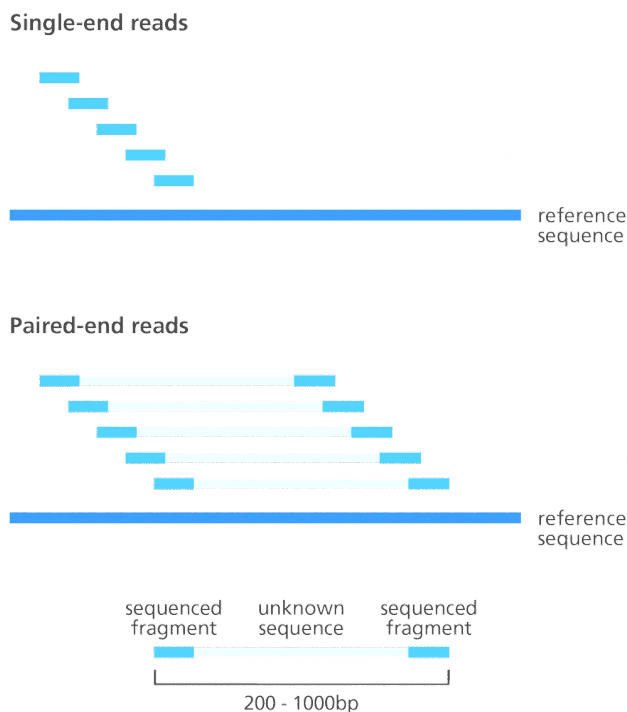 Single-end reads
reference
sequence
Paired-end reads
reference
sequence
sequenced unknown sequenced
fragment sequence fragment
200 - 1000bp